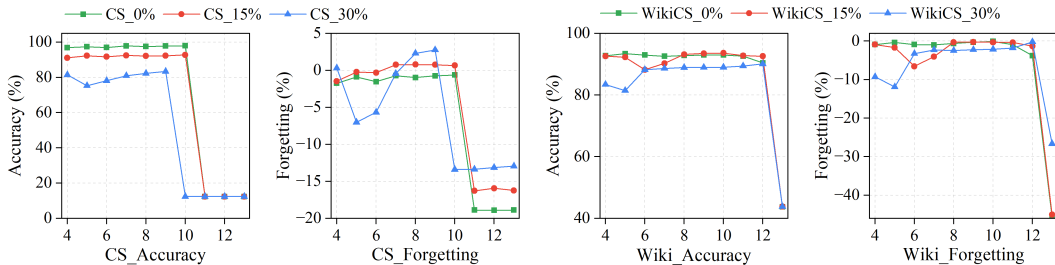 CS_0% CS_15% CS_30%
Accuracy (%)
100
80
60
40
20
0
4 6 8 10 12
CS_Accuracy
Forgetting (%)
5
0
−5
−10
−15
−20
4 6 8 10 12
CS_Forgetting
WikiCS_0% WikiCS_15% WikiCS_30%
Accuracy (%)
100
80
60
40
4 6 8 10 12
Wiki_Accuracy
Forgetting (%)
0
−10
−20
−30
−40
4 6 8 10 12
Wiki_Forgetting